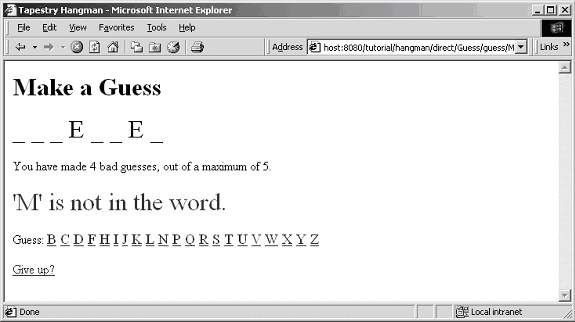 Tapestry Hangman - Microsoft Internet Explorer
File Edit View Favorites Tools Help
Address host:8080/tutorial/hangman/direct/Guess/guess/M Links »
Make a Guess
_ _ _ E _ _ E _
You have made 4 bad guesses, out of a maximum of 5.
'M' is not in the word.
Guess: B C D F H I J K L N P Q R S T U V W X Y Z
Give up?
Done Local intranet